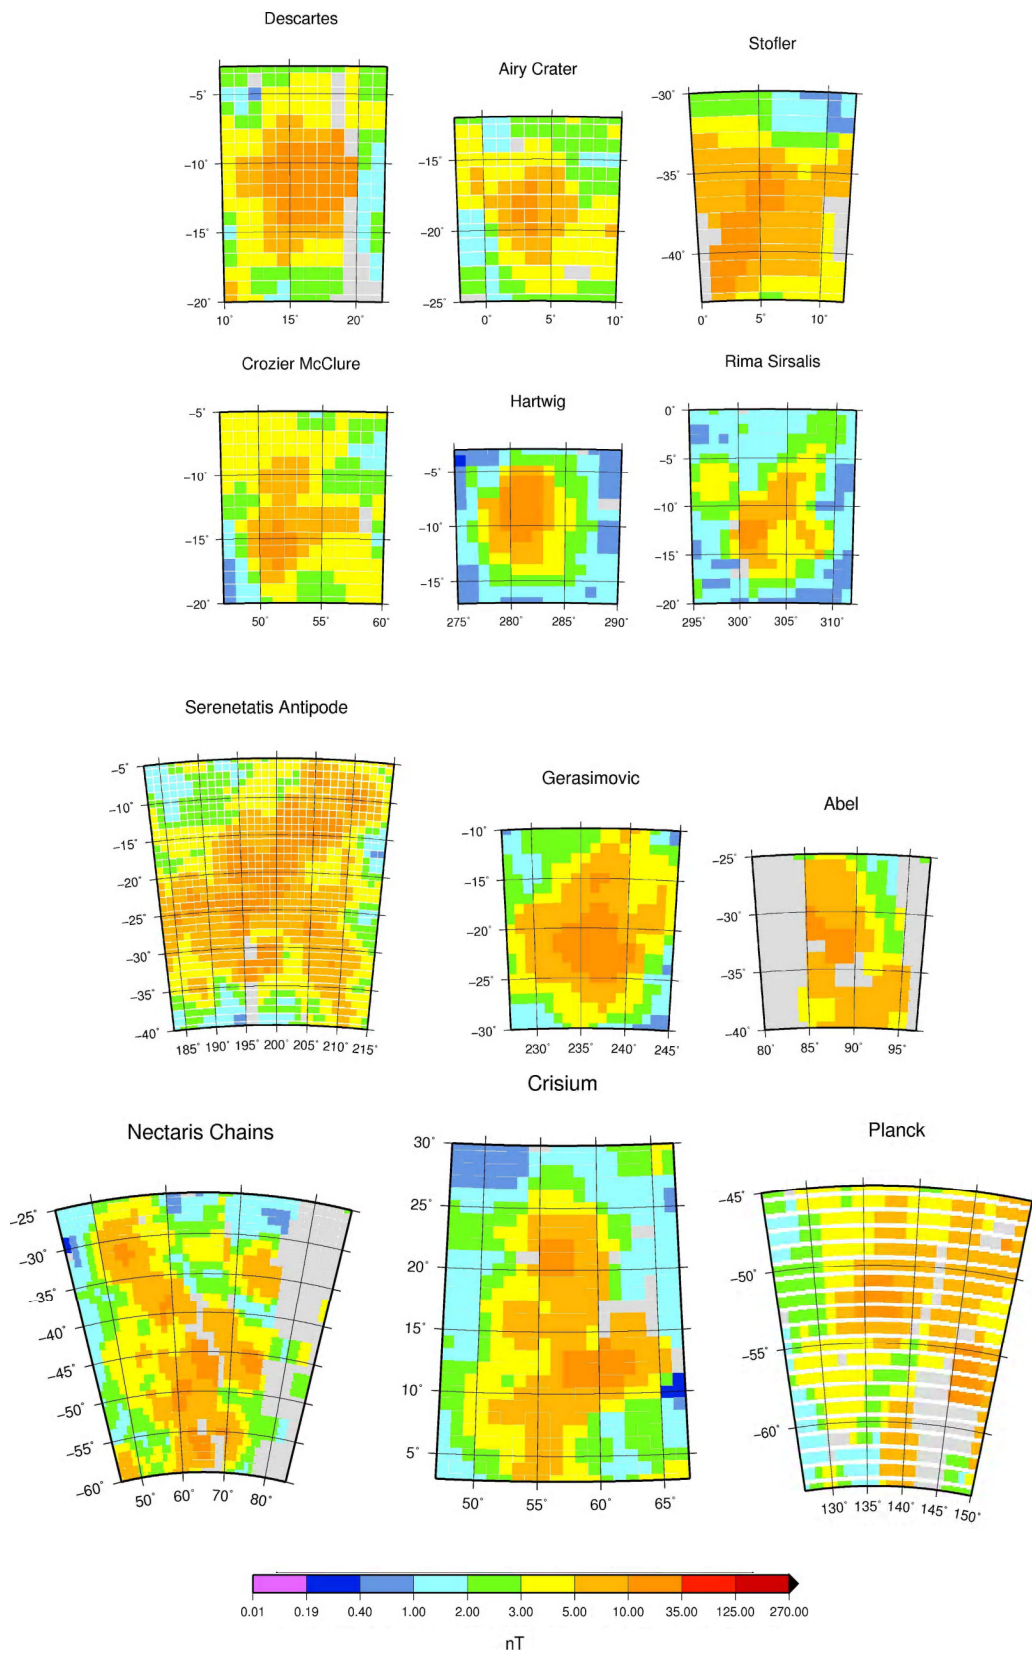 Descartes
Airy Crater
Stofler
−5°
−10°
−15°
−20°
10° 15° 20°
−15°
−20°
−25°
0° 5° 10°
−30°
−35°
−40°
0° 5° 10°
Crozier McClure
Hartwig
Rima Sirsalis
−5°
−10°
−15°
−20°
50° 55° 60°
−5°
−10°
−15°
275° 280° 285° 290°
0°
−5°
−10°
−15°
−20°
295° 300° 305° 310°
Serenetatis Antipode
Gerasimovic
Abel
−5°
−10°
−15°
−20°
−25°
−30°
−35°
−40°
185° 190° 195° 200° 205° 210° 215°
−10°
−15°
−20°
−25°
−30°
230° 235° 240° 245°
−25°
−30°
−35°
−40°
80° 85° 90° 95°
Nectaris Chains
Crisium
Planck
−25°
−30°
−35°
−40°
−45°
−50°
−55°
−60°
50° 60° 70° 80°
30°
25°
20°
15°
10°
5°
50° 55° 60° 65°
−45°
−50°
−55°
−60°
130° 135° 140° 145° 150°
0.01 0.19 0.40 1.00 2.00 3.00 5.00 10.00 35.00 125.00 270.00
nT